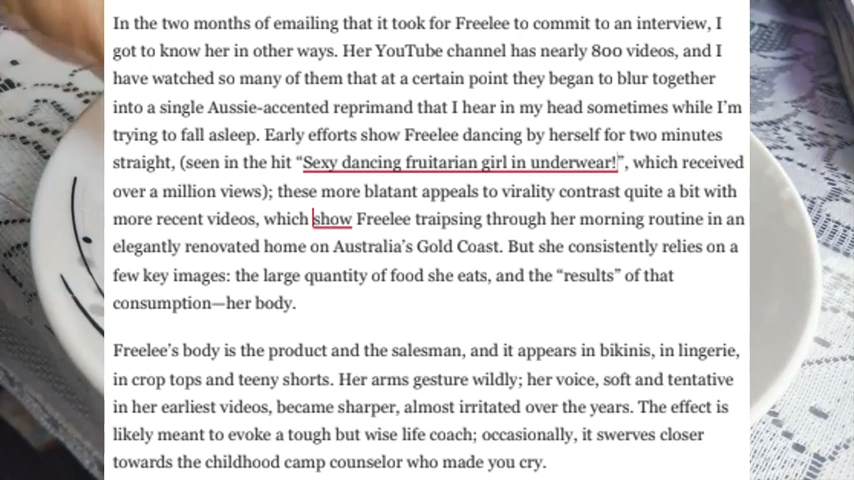 In the two months of emailing that it took for Freelee to commit to an interview, I
got to know her in other ways. Her YouTube channel has nearly 800 videos, and I
have watched so many of them that at a certain point they began to blur together
into a single Aussie-accented reprimand that I hear in my head sometimes while I’m
trying to fall asleep. Early efforts show Freelee dancing by herself for two minutes
straight, (seen in the hit “Sexy dancing fruitarian girl in underwear!”, which received
over a million views); these more blatant appeals to virality contrast quite a bit with
more recent videos, which show Freelee traipsing through her morning routine in an
elegantly renovated home on Australia’s Gold Coast. But she consistently relies on a
few key images: the large quantity of food she eats, and the “results” of that
consumption—her body.
Freelee’s body is the product and the salesman, and it appears in bikinis, in lingerie,
in crop tops and teeny shorts. Her arms gesture wildly; her voice, soft and tentative
in her earliest videos, became sharper, almost irritated over the years. The effect is
likely meant to evoke a tough but wise life coach; occasionally, it swerves closer
towards the childhood camp counselor who made you cry.